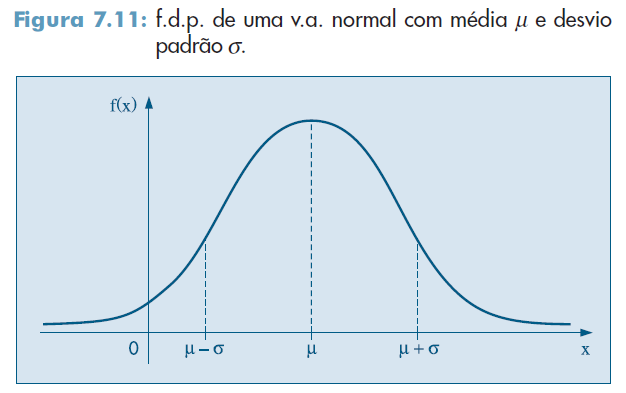 Figura 7.11: f.d.p. de uma v.a. normal com média μ e desvio
padrão σ.
f(x)
0 μ – σ μ μ + σ x